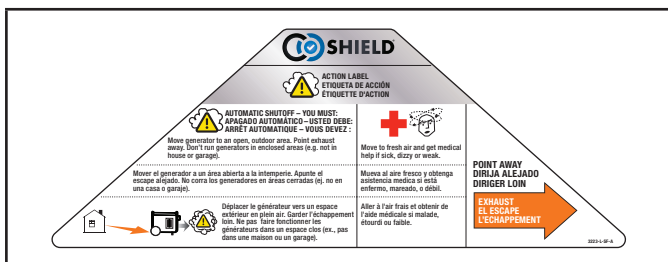 CO SHIELD®
ACTION LABEL
ETIQUETA DE ACCIÓN
ÉTIQUETTE D'ACTION
AUTOMATIC SHUTOFF – YOU MUST:
APAGADO AUTOMÁTICO – USTED DEBE:
ARRÊT AUTOMATIQUE – VOUS DEVEZ :
Move generator to an open, outdoor area. Point exhaust
away. Don't run generators in enclosed areas (e.g. not in
house or garage).
Move to fresh air and get medical
help if sick, dizzy or weak.
Mover el generador a un área abierta a la intemperie. Apunte el
escape alejado. No corra los generadores en áreas cerradas (ej. no en
una casa o garaje).
Mueva al aire fresco y obtenga
asistencia medica si está
enfermo, mareado, o débil.
Déplacer le générateur vers un espace
extérieur en plein air. Garder l'échappement
loin. Ne pas faire fonctionner les
générateurs dans un espace clos (ex., pas
dans une maison ou un garage).
Aller à l'air frais et obtenir de
l'aide médicale si malade,
étourdi ou faible.
POINT AWAY
DIRIJA ALEJADO
DIRIGER LOIN
EXHAUST
EL ESCAPE
L'ECHAPPEMENT
3222-L-SF-A